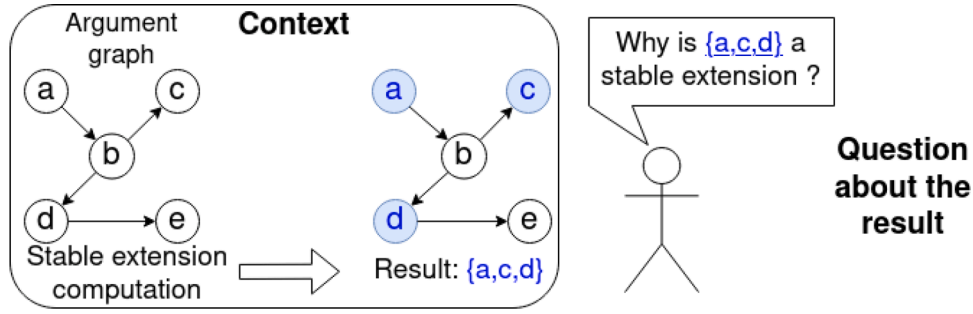 Argument
graph
Context
a
c
b
d
e
Stable extension
computation
a
c
b
d
e
Result: {a,c,d}
Why is {a,c,d} a
stable extension ?
Question
about the
result